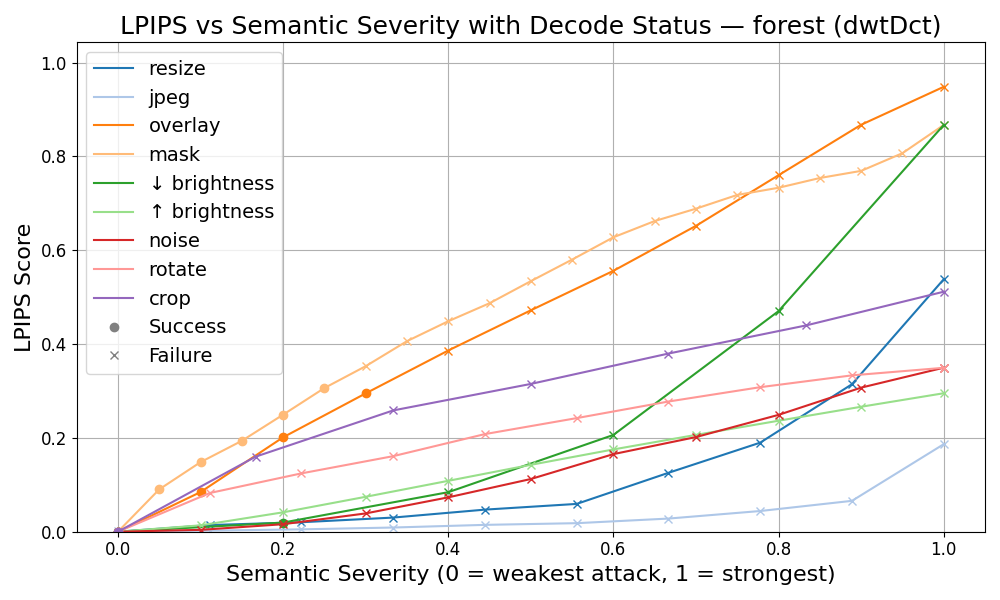 LPIPS vs Semantic Severity with Decode Status — forest (dwtDct)
LPIPS Score
1.0
0.8
0.6
0.4
0.2
0.0
resize
jpeg
overlay
mask
↓ brightness
↑ brightness
noise
rotate
crop
Success
Failure
0.0 0.2 0.4 0.6 0.8 1.0
Semantic Severity (0 = weakest attack, 1 = strongest)